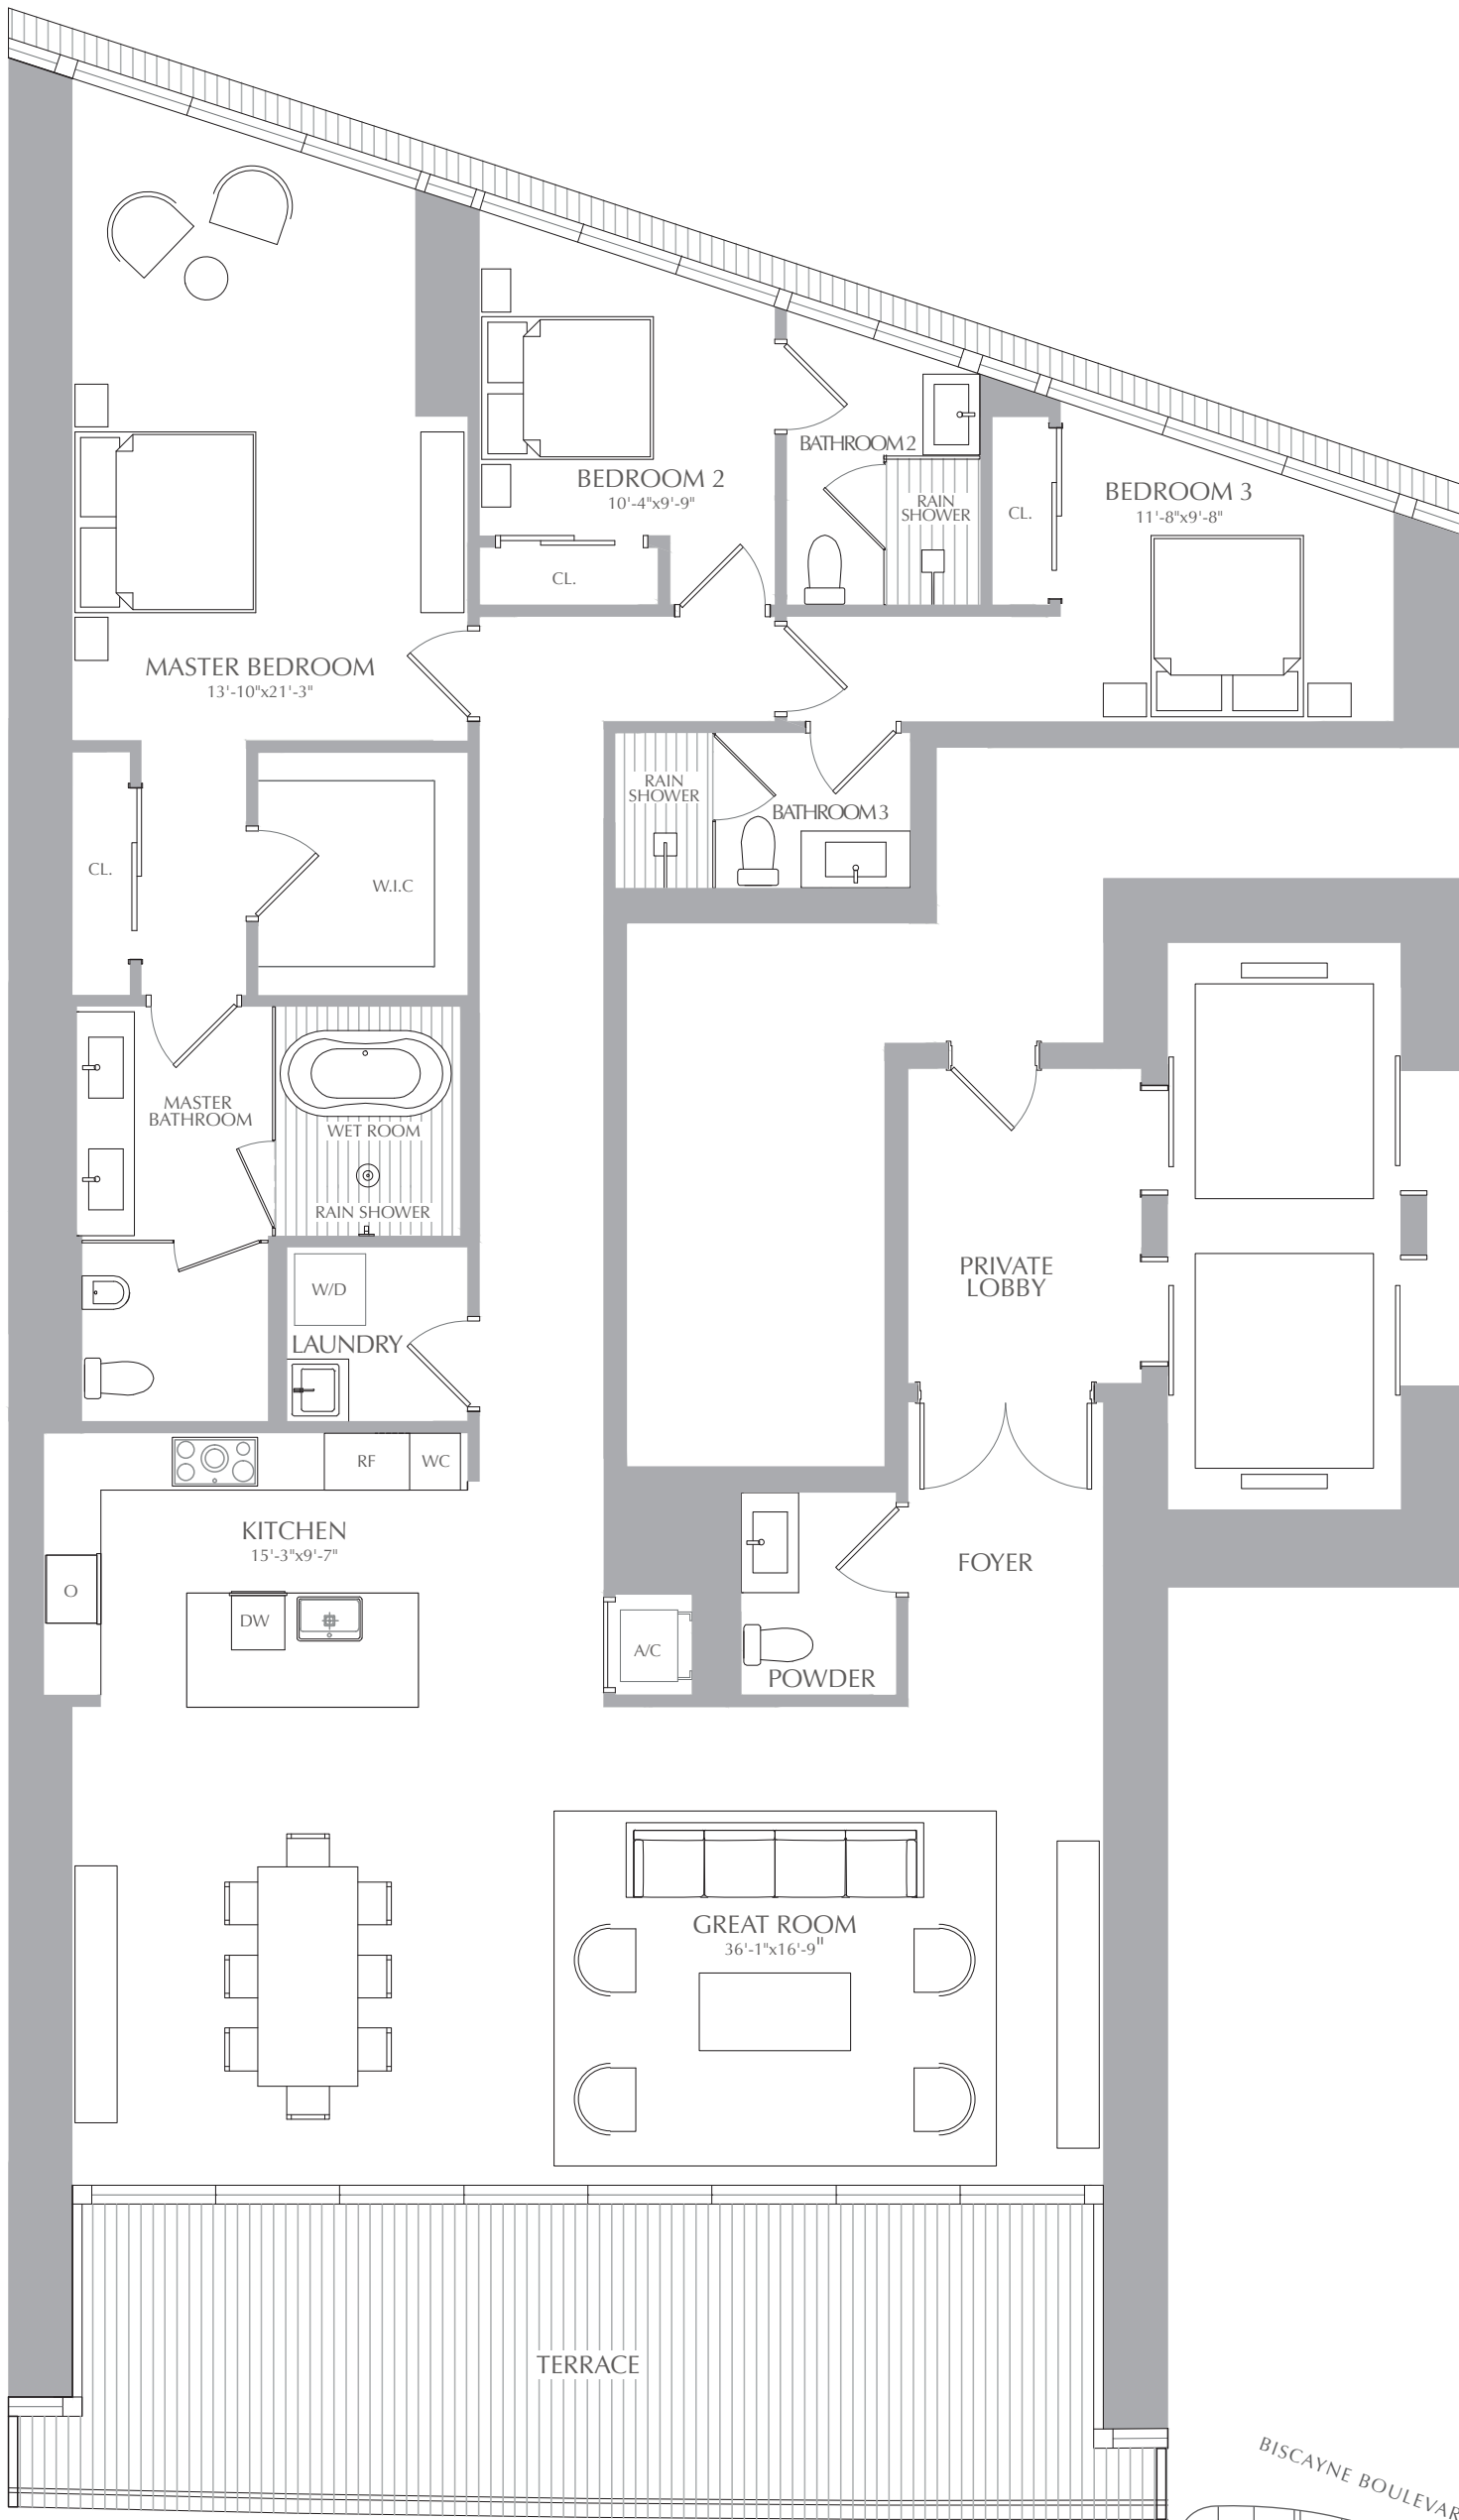 BATHROOM 2
BEDROOM 2
10'-4"x9'-9"
RAIN
SHOWER
CL.
BEDROOM 3
11'-8"x9'-8"
CL.
MASTER BEDROOM
13'-10"x21'-3"
RAIN
SHOWER
BATHROOM 3
CL.
W.I.C
MASTER
BATHROOM
WET ROOM
RAIN SHOWER
W/D
LAUNDRY
PRIVATE
LOBBY
RF
WC
KITCHEN
15'-3"x9'-7"
O
DW
A/C
FOYER
POWDER
GREAT ROOM
36'-1"x16'-9"
TERRACE
BISCAYNE BOULEVAR